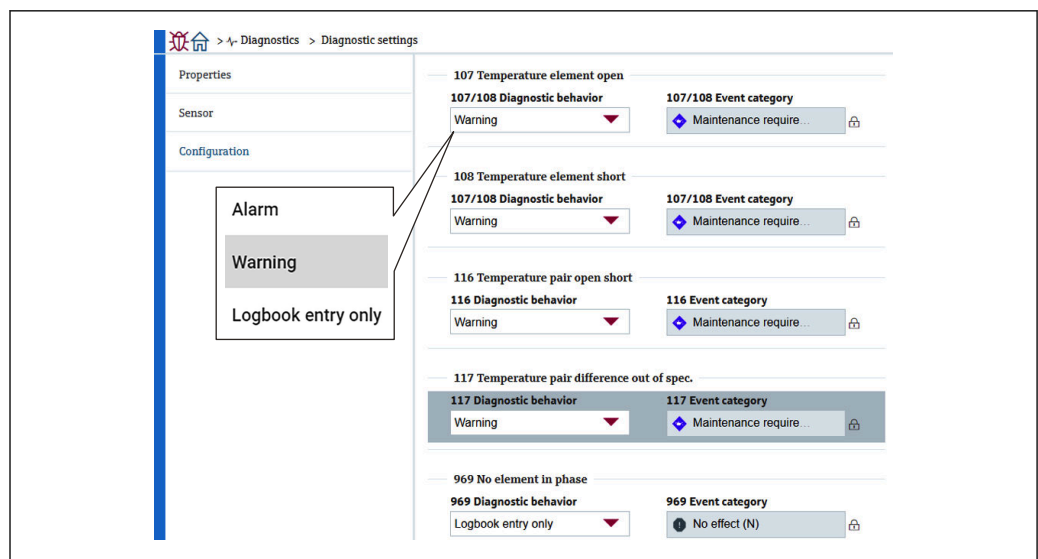 > Diagnostics > Diagnostic settings
Properties
Sensor
Configuration
Alarm
Warning
Logbook entry only
107 Temperature element open
107/108 Diagnostic behavior 107/108 Event category
Warning Maintenance require...
108 Temperature element short
107/108 Diagnostic behavior 107/108 Event category
Warning Maintenance require...
116 Temperature pair open short
116 Diagnostic behavior 116 Event category
Warning Maintenance require...
117 Temperature pair difference out of spec.
117 Diagnostic behavior 117 Event category
Warning Maintenance require...
969 No element in phase
969 Diagnostic behavior 969 Event category
Logbook entry only No effect (N)